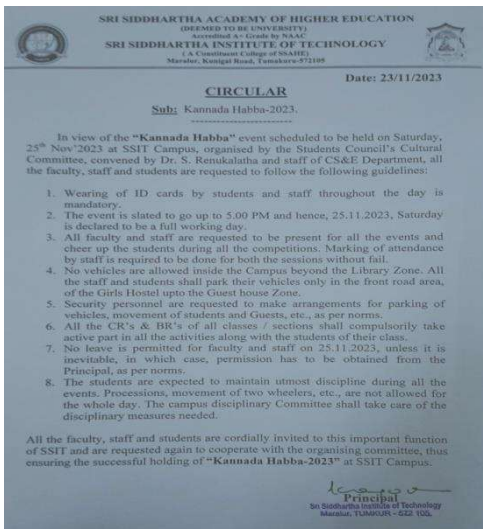 SRI SIDDHARTHA ACADEMY OF HIGHER EDUCATION
(DEEMED TO BE UNIVERSITY)
Accredited A+ Grade by NAAC
SRI SIDDHARTHA INSTITUTE OF TECHNOLOGY
( A Constituent College of SSAHE)
Maralur, Kunigal Road, Tumakuru-572105
Date: 23/11/2023
CIRCULAR
Sub: Kannada Habba-2023.
------------------------
In view of the "Kannada Habba" event scheduled to be held on Saturday,
25th Nov'2023 at SSIT Campus, organised by the Students Council's Cultural
Committee, convened by Dr. S. Renukalatha and staff of CS&E Department, all
the faculty, staff and students are requested to follow the following guidelines:
1. Wearing of ID cards by students and staff throughout the day is
mandatory.
2. The event is slated to go up to 5.00 PM and hence, 25.11.2023, Saturday
is declared to be a full working day.
3. All faculty and staff are requested to be present for all the events and
cheer up the students during all the competitions. Marking of attendance
by staff is required to be done for both the sessions without fail.
4. No vehicles are allowed inside the Campus beyond the Library Zone. All
the staff and students shall park their vehicles only in the front road area,
of the Girls Hostel upto the Guest house Zone.
5. Security personnel are requested to make arrangements for parking of
vehicles, movement of students and Guests, etc., as per norms.
6. All the CR's & BR's of all classes / sections shall compulsorily take
active part in all the activities along with the students of their class.
7. No leave is permitted for faculty and staff on 25.11.2023, unless it is
inevitable, in which case, permission has to be obtained from the
Principal, as per norms.
8. The students are expected to maintain utmost discipline during all the
events. Processions, movement of two wheelers, etc., are not allowed for
the whole day. The campus disciplinary Committee shall take care of the
disciplinary measures needed.
All the faculty, staff and students are cordially invited to this important function
of SSIT and are requested again to cooperate with the organising committee, thus
ensuring the successful holding of "Kannada Habba-2023" at SSIT Campus.
Principal
Sri Siddhartha Institute of Technology
Maralur, TUMKUR - 572 105.